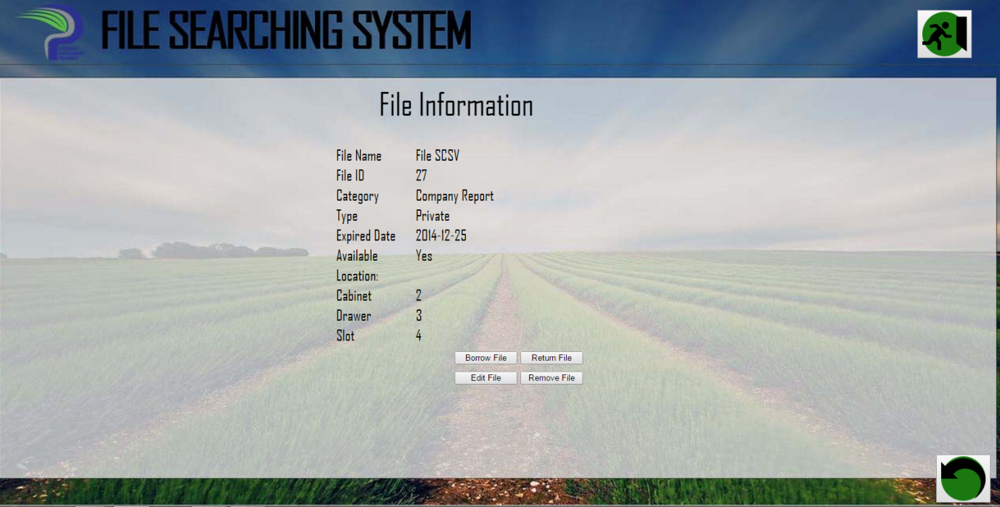 FILE SEARCHING SYSTEM
File Information
File Name File SCSV
File ID 27
Category Company Report
Type Private
Expired Date 2014-12-25
Available Yes
Location:
Cabinet 2
Drawer 3
Slot 4
Borrow File Return File
Edit File Remove File